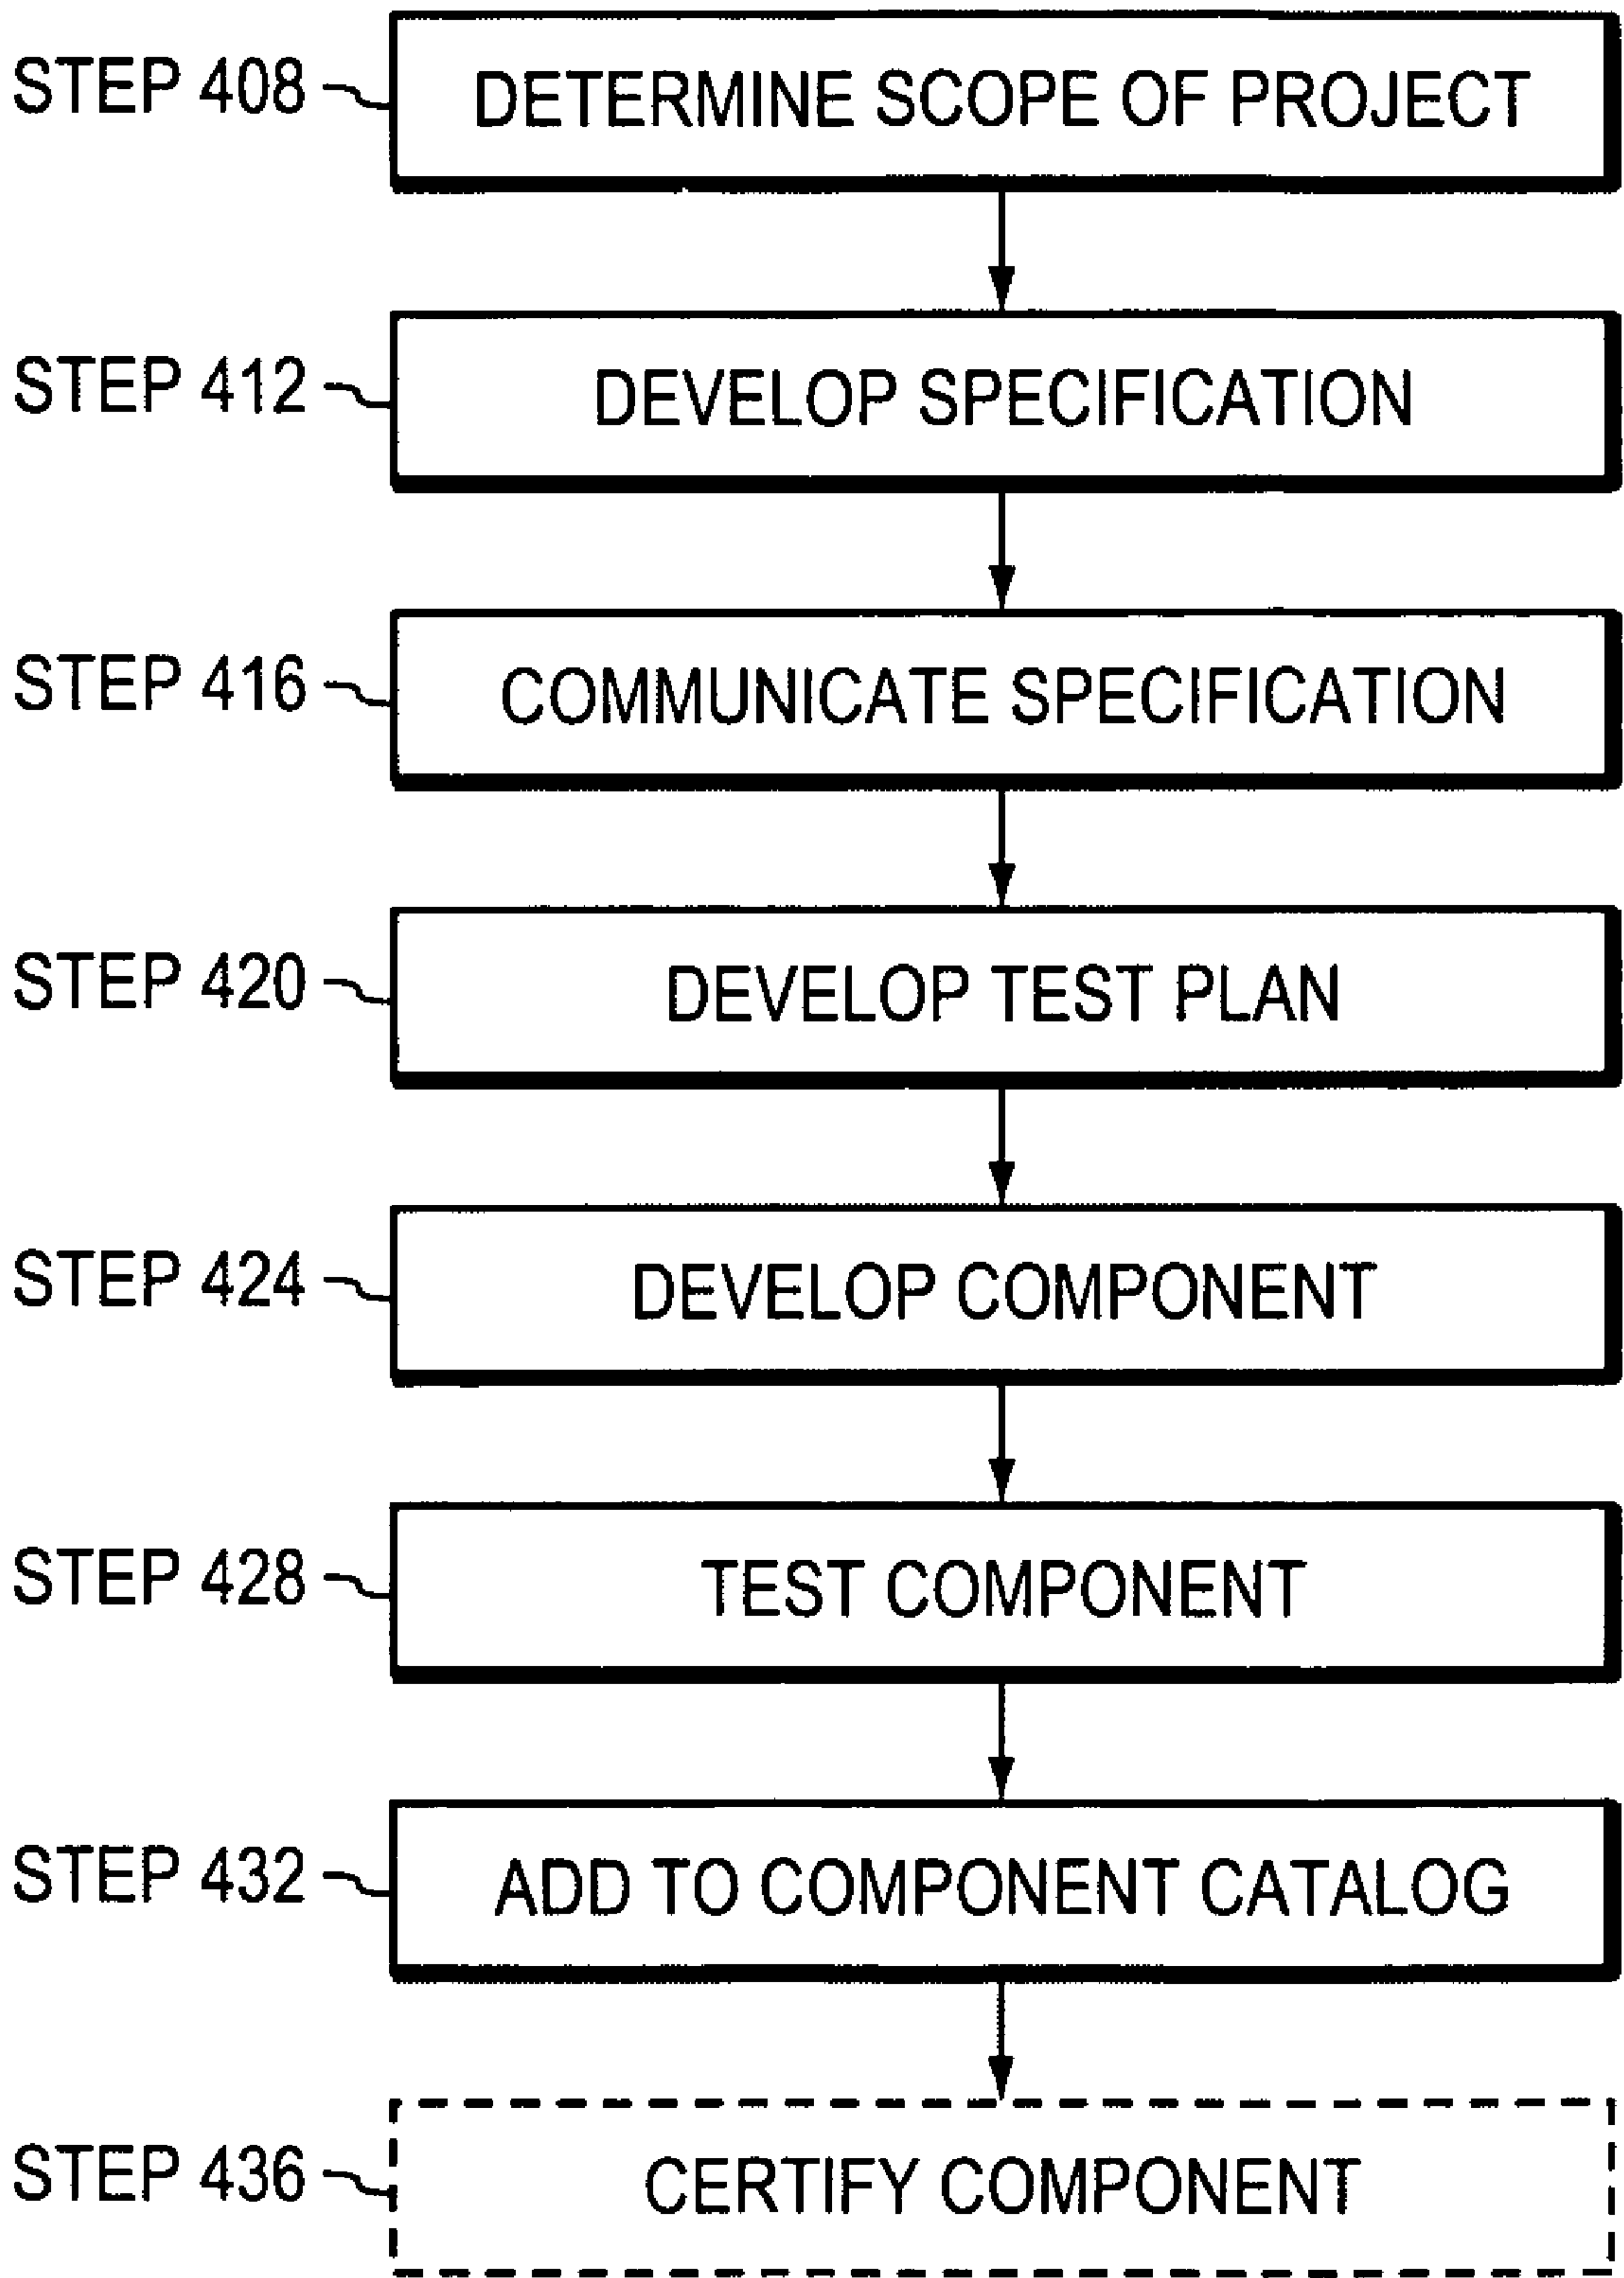 STEP 408 DETERMINE SCOPE OF PROJECT
STEP 412 DEVELOP SPECIFICATION
STEP 416 COMMUNICATE SPECIFICATION
STEP 420 DEVELOP TEST PLAN
STEP 424 DEVELOP COMPONENT
STEP 428 TEST COMPONENT
STEP 432 ADD TO COMPONENT CATALOG
STEP 436 CERTIFY COMPONENT